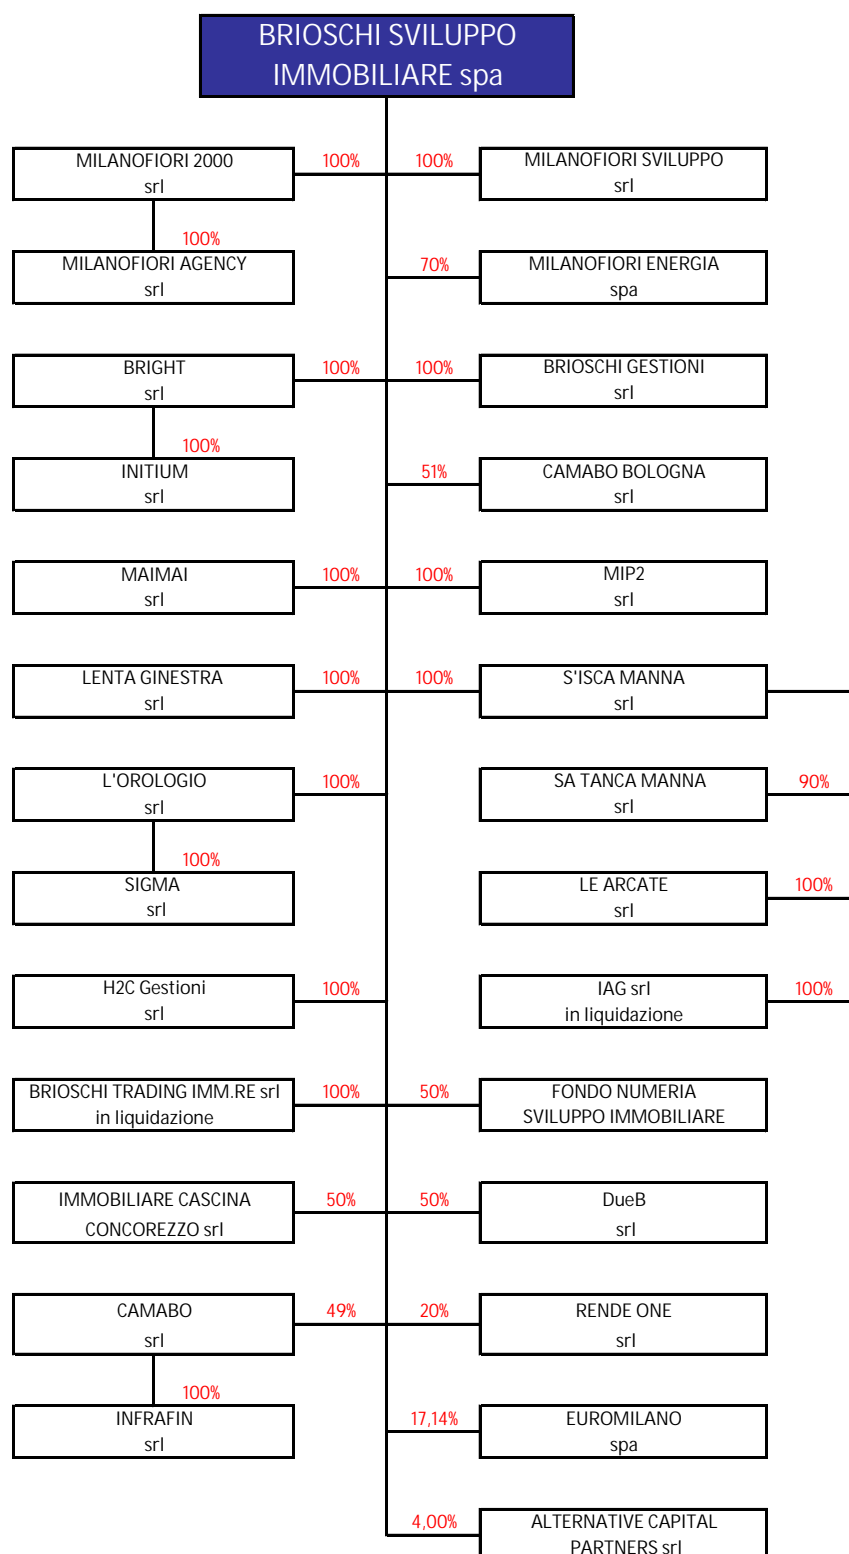 BRIOSCHI SVILUPPO
IMMOBILIARE spa
MILANOFIORI 2000
srl
100%
100%
MILANOFIORI SVILUPPO
srl
100%
MILANOFIORI AGENCY
srl
70%
MILANOFIORI ENERGIA
spa
BRIGHT
srl
100%
100%
BRIOSCHI GESTIONI
srl
100%
INITIUM
srl
51%
CAMABO BOLOGNA
srl
MAIMAI
srl
100%
100%
MIP2
srl
LENTA GINESTRA
srl
100%
100%
S'ISCA MANNA
srl
L'OROLOGIO
srl
100%
SA TANCA MANNA
srl
90%
100%
SIGMA
srl
LE ARCATE
srl
100%
H2C Gestioni
srl
100%
IAG srl
in liquidazione
100%
BRIOSCHI TRADING IMM.RE srl
in liquidazione
100%
50%
FONDO NUMERIA
SVILUPPO IMMOBILIARE
IMMOBILIARE CASCINA
CONCOREZZO srl
50%
50%
DueB
srl
CAMABO
srl
49%
20%
RENDE ONE
srl
100%
INFRAFIN
srl
17,14%
EUROMILANO
spa
4,00%
ALTERNATIVE CAPITAL
PARTNERS srl